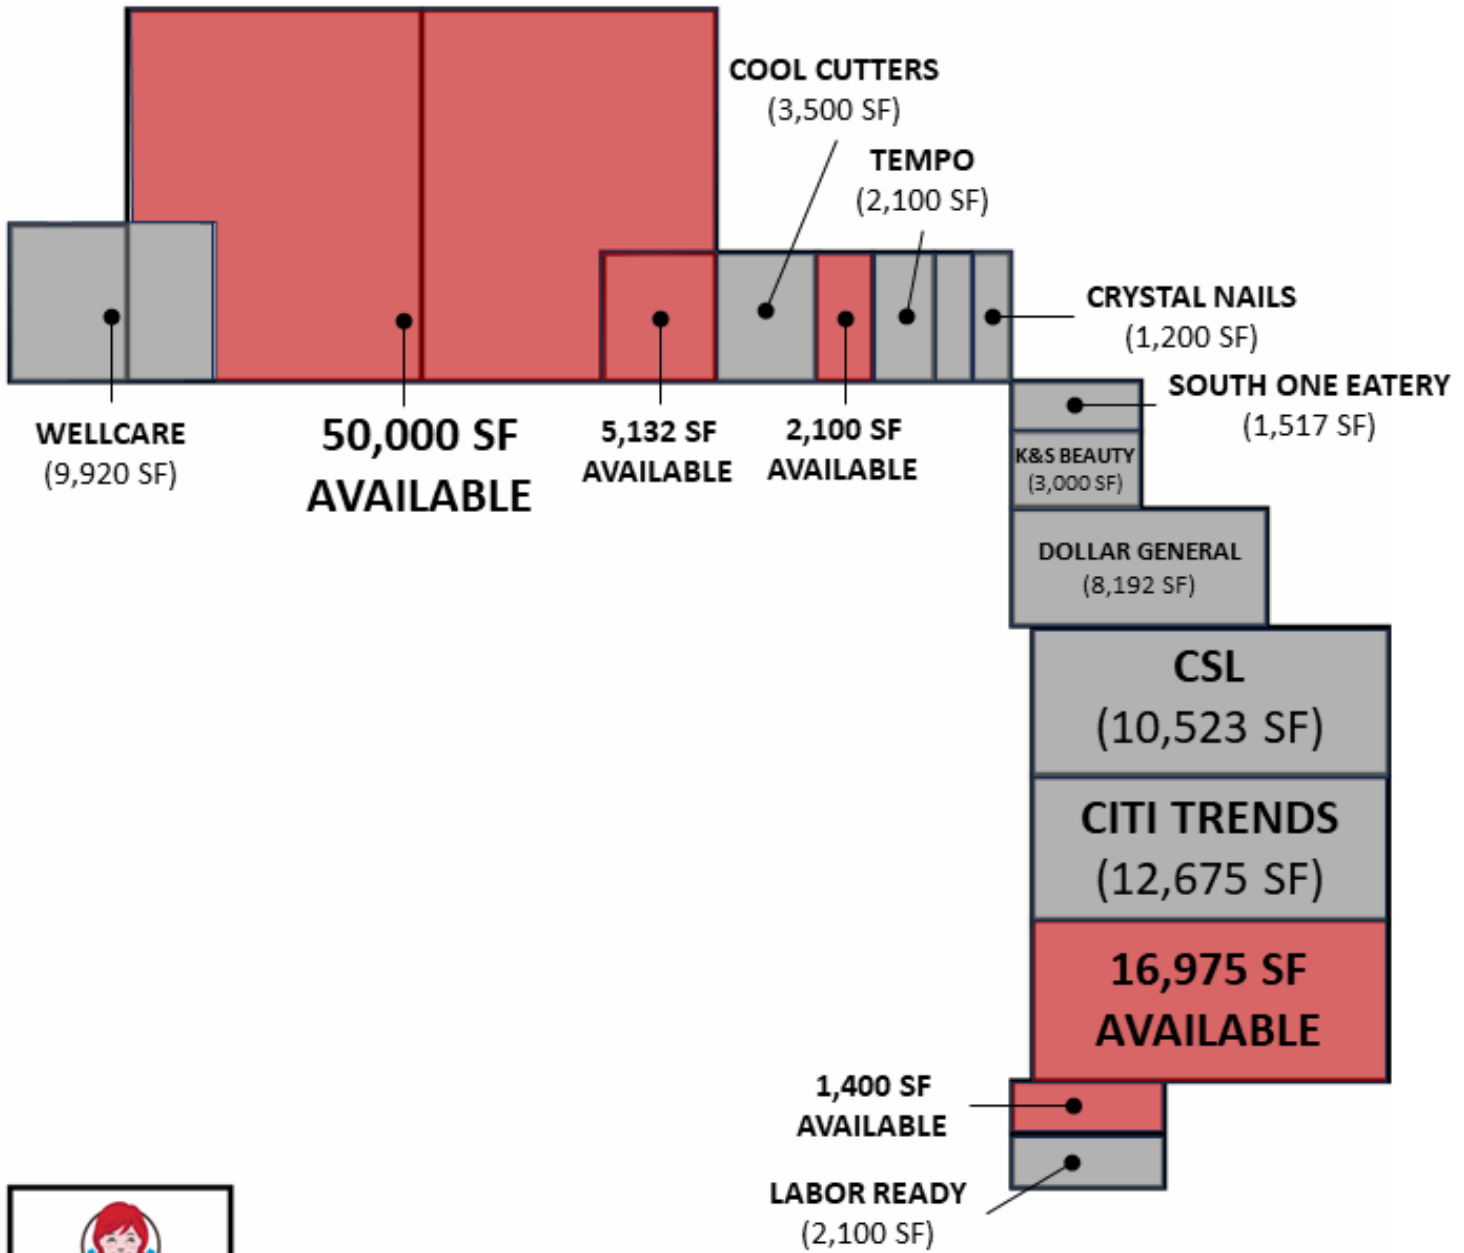 COOL CUTTERS
(3,500 SF)
TEMPO
(2,100 SF)
CRYSTAL NAILS
(1,200 SF)
SOUTH ONE EATERY
(1,517 SF)
WELLCARE
(9,920 SF)
50,000 SF
AVAILABLE
5,132 SF
AVAILABLE
2,100 SF
AVAILABLE
K&S BEAUTY
(3,000 SF)
DOLLAR GENERAL
(8,192 SF)
CSL
(10,523 SF)
CITI TRENDS
(12,675 SF)
16,975 SF
AVAILABLE
1,400 SF
AVAILABLE
LABOR READY
(2,100 SF)